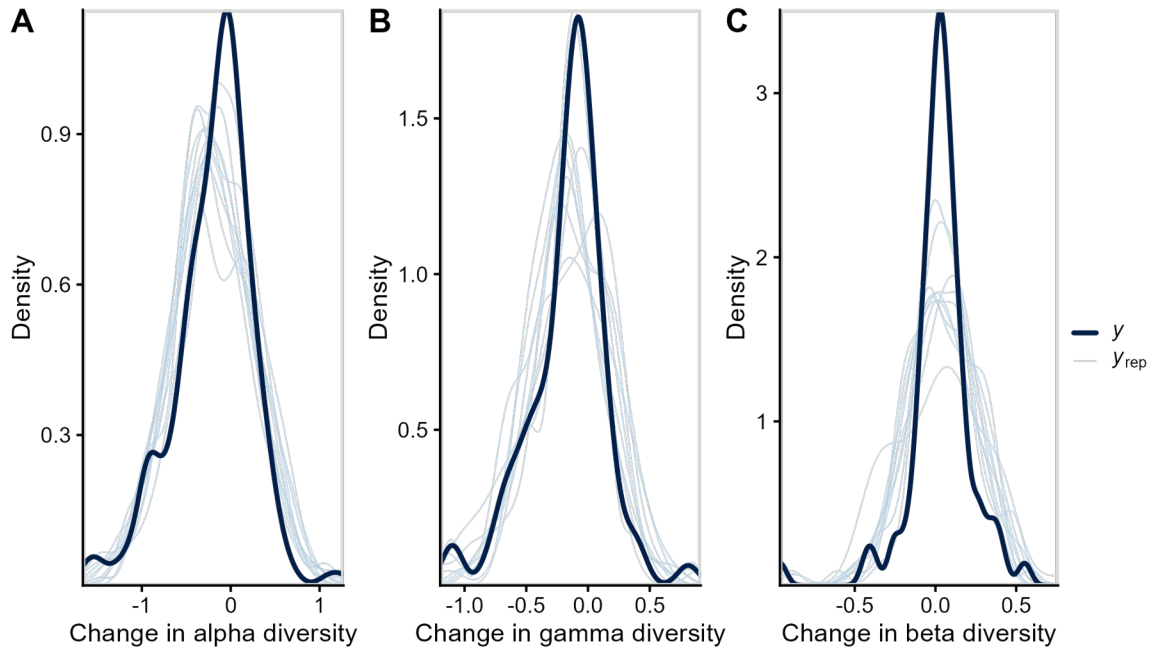 A
B
C
Density
0.9
0.6
0.3
-1
0
1
Change in alpha diversity
Density
1.5
1.0
0.5
-1.0
-0.5
0.0
0.5
Change in gamma diversity
Density
3
2
1
-0.5
0.0
0.5
Change in beta diversity
y
yrep